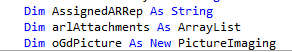 Dim AssignedARRep As String
Dim arlAttachments As ArrayList
Dim oGdPicture As New PictureImaging